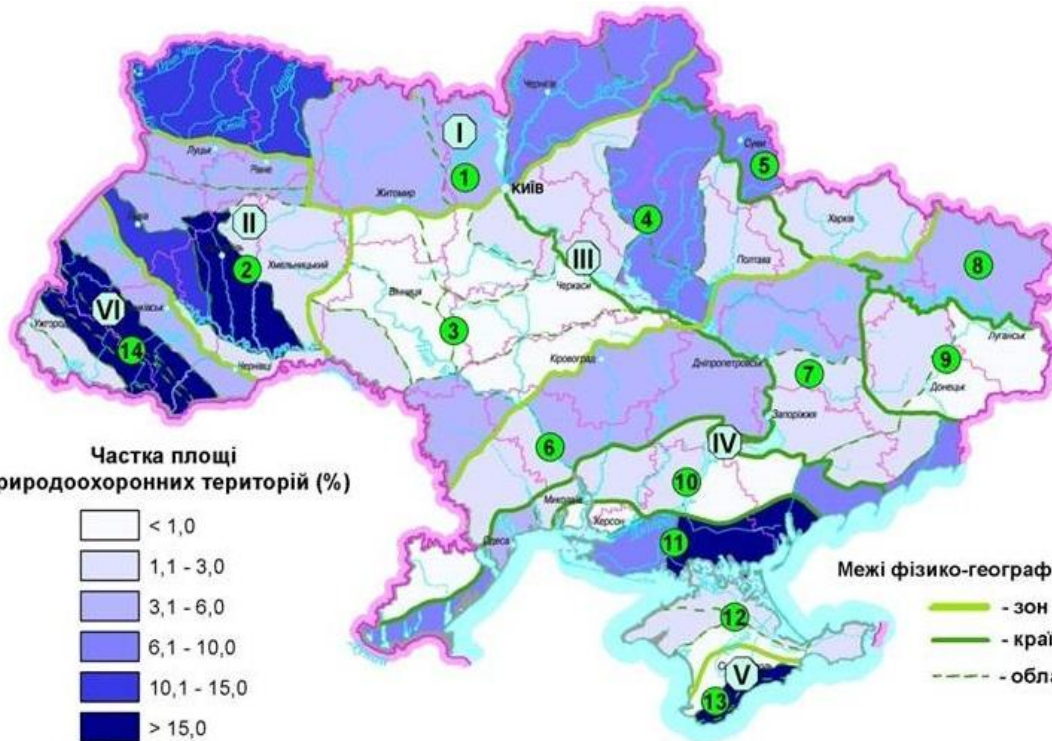 Чернігів
Суми
I
5
Луцьк
Рівне
1
Житомир
КИЇВ
4
II
Харків
2
Хмельницький
III
Полтава
8
Черкаси
VI
Вінниця
3
Луганськ
Ужгород
14
Чернівці
Кіровоград
Дніпропетровськ
7
9
Донецьк
Запоріжжя
6
IV
10
Миколаїв
Херсон
Одеса
11
12
V
13
Дунай
Частка площі
риродоохоронних територій (%)
< 1,0
1,1 - 3,0
3,1 - 6,0
6,1 - 10,0
10,1 - 15,0
> 15,0
Межі фізико-географ
- зон
- краї
- обла